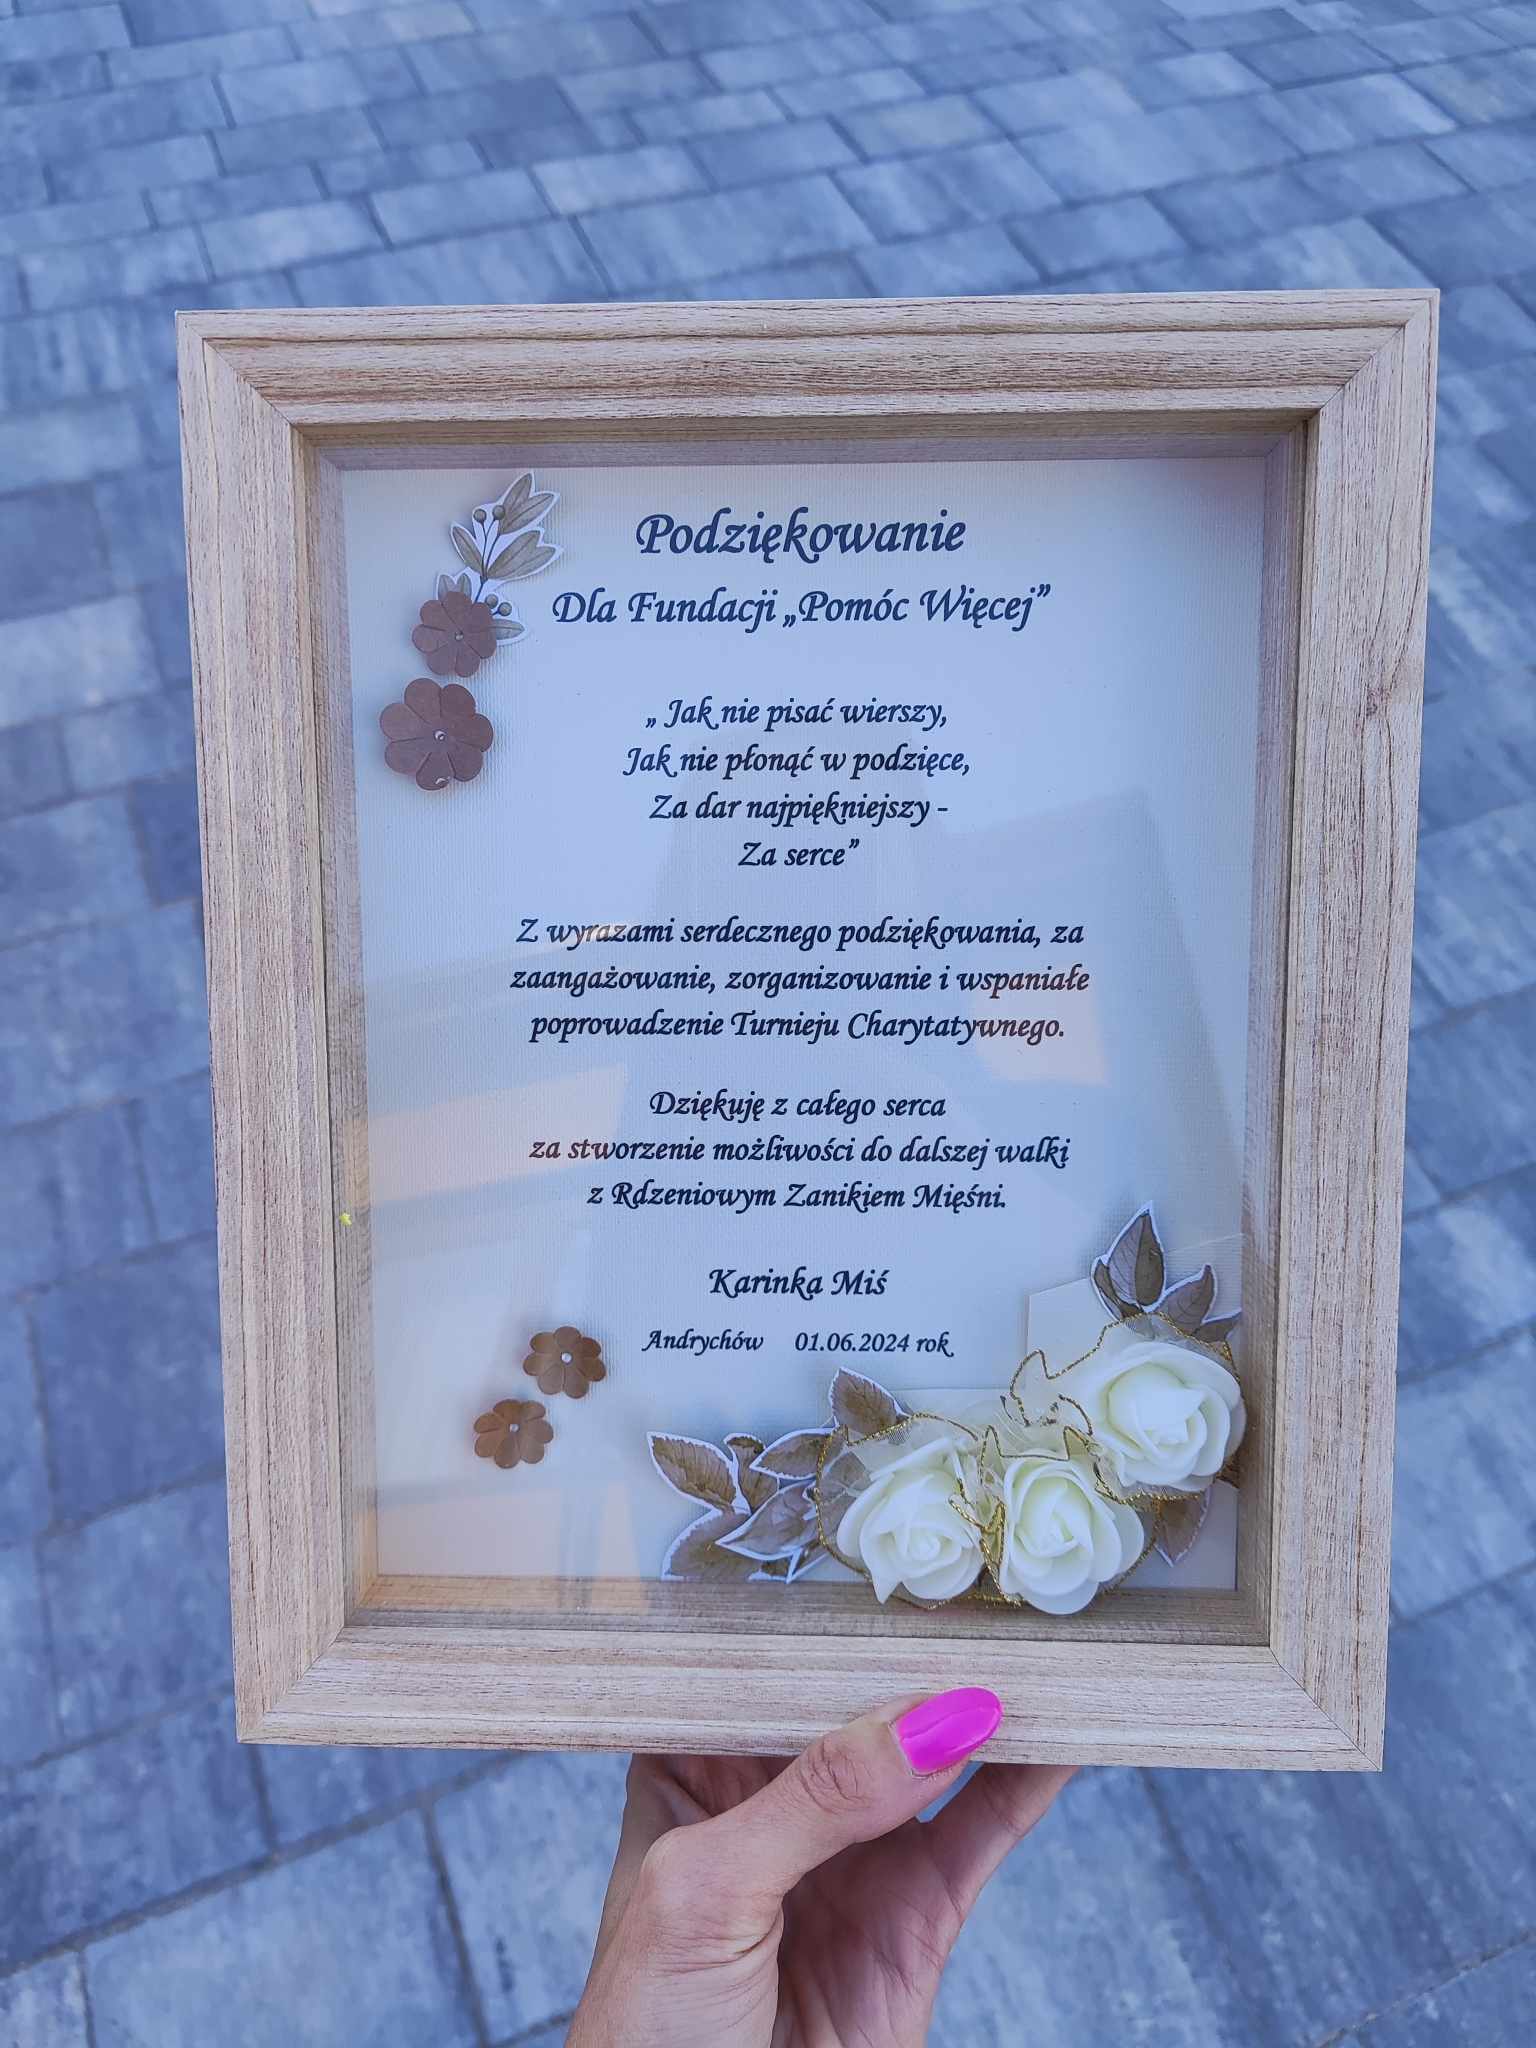 Podziękowanie
Dla Fundacji „Pomóc Więcej”
„ Jak nie pisać wierszy,
Jak nie płonąć w podzięce,
Za dar najpiękniejszy -
Za serce”
Z wyrazami serdecznego podziękowania, za
zaangażowanie, zorganizowanie i wspaniałe
poprowadzenie Turnieju Charytatywnego.
Dziękuję z całego serca
za stworzenie możliwości do dalszej walki
z Rdzeniowym Zanikiem Mięśni.
Karinka Miś
Andrychów 01.06.2024 rok